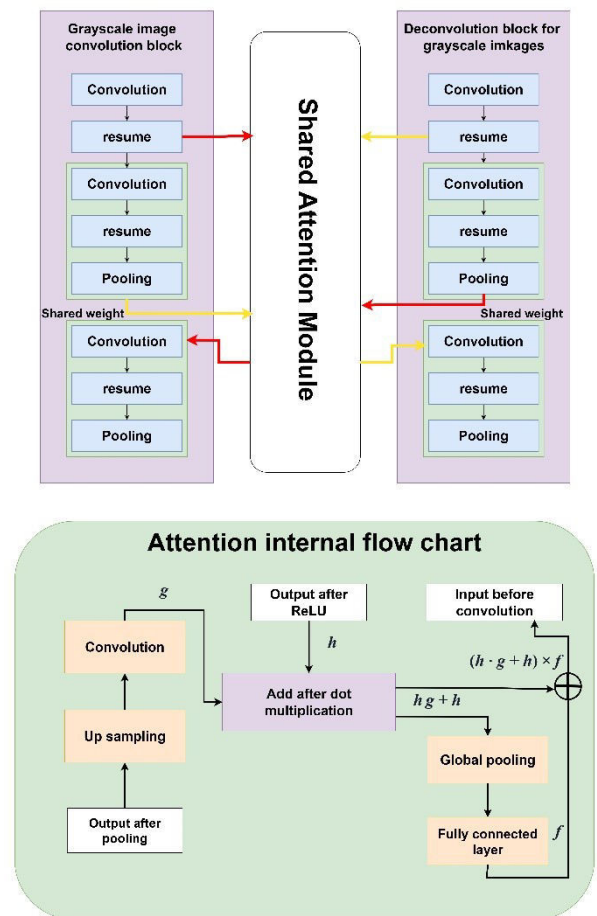 Grayscale image
convolution block
Convolution
resume
Convolution
resume
Pooling
Shared weight
Convolution
resume
Pooling
Shared Attention Module
Deconvolution block for
grayscale imkages
Convolution
resume
Convolution
resume
Pooling
Shared weight
Convolution
resume
Pooling
Attention internal flow chart
g
Convolution
Up sampling
Output after
pooling
Output after
ReLU
h
Add after dot
multiplication
Input before
convolution
(h · g + h) × f
h g + h
Global pooling
Fully connected
layer
f